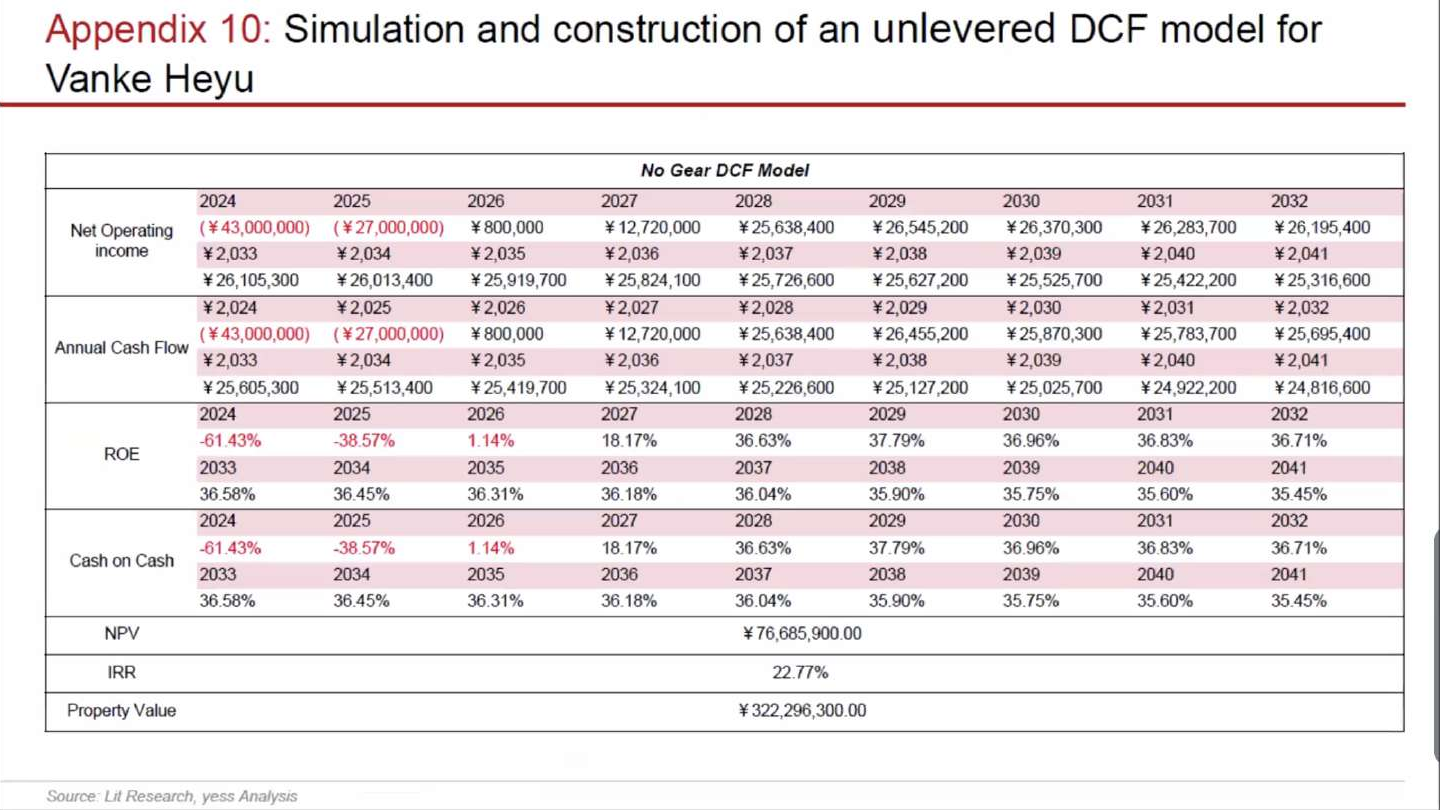 Appendix 10: Simulation and construction of an unlevered DCF model for
Vanke Heyu
No Gear DCF Model
Net Operating
income
2024 2025 2026 2027 2028 2029 2030 2031 2032
(¥43,000,000) (¥27,000,000) ¥800,000 ¥12,720,000 ¥25,638,400 ¥26,545,200 ¥26,370,300 ¥26,283,700 ¥26,195,400
¥2,033 ¥2,034 ¥2,035 ¥2,036 ¥2,037 ¥2,038 ¥2,039 ¥2,040 ¥2,041
¥26,105,300 ¥26,013,400 ¥25,919,700 ¥25,824,100 ¥25,726,600 ¥25,627,200 ¥25,525,700 ¥25,422,200 ¥25,316,600
Annual Cash Flow
¥2,024 ¥2,025 ¥2,026 ¥2,027 ¥2,028 ¥2,029 ¥2,030 ¥2,031 ¥2,032
(¥43,000,000) (¥27,000,000) ¥800,000 ¥12,720,000 ¥25,638,400 ¥26,455,200 ¥25,870,300 ¥25,783,700 ¥25,695,400
¥2,033 ¥2,034 ¥2,035 ¥2,036 ¥2,037 ¥2,038 ¥2,039 ¥2,040 ¥2,041
¥25,605,300 ¥25,513,400 ¥25,419,700 ¥25,324,100 ¥25,226,600 ¥25,127,200 ¥25,025,700 ¥24,922,200 ¥24,816,600
ROE
2024 2025 2026 2027 2028 2029 2030 2031 2032
-61.43% -38.57% 1.14% 18.17% 36.63% 37.79% 36.96% 36.83% 36.71%
2033 2034 2035 2036 2037 2038 2039 2040 2041
36.58% 36.45% 36.31% 36.18% 36.04% 35.90% 35.75% 35.60% 35.45%
Cash on Cash
2024 2025 2026 2027 2028 2029 2030 2031 2032
-61.43% -38.57% 1.14% 18.17% 36.63% 37.79% 36.96% 36.83% 36.71%
2033 2034 2035 2036 2037 2038 2039 2040 2041
36.58% 36.45% 36.31% 36.18% 36.04% 35.90% 35.75% 35.60% 35.45%
NPV ¥76,685,900.00
IRR 22.77%
Property Value ¥322,296,300.00
Source: Lit Research, yess Analysis